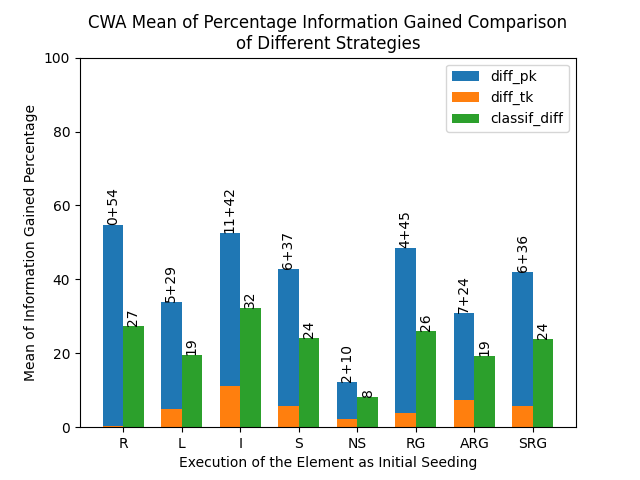 CWA Mean of Percentage Information Gained Comparison
of Different Strategies
Mean of Information Gained Percentage
100
80
60
40
20
0
diff_pk
diff_tk
classif_diff
0+54
27
5+29
19
11+42
32
6+37
24
2+10
8
4+45
26
7+24
19
6+36
24
R L I S NS RG ARG SRG
Execution of the Element as Initial Seeding